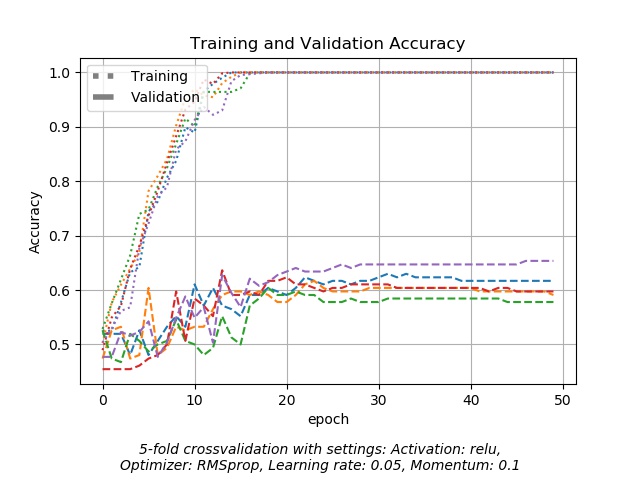 Training and Validation Accuracy
1.0
0.9
0.8
0.7
0.6
0.5
Accuracy
Training
Validation
0
10
20
30
40
50
epoch
5-fold crossvalidation with settings: Activation: relu,
Optimizer: RMSprop, Learning rate: 0.05, Momentum: 0.1